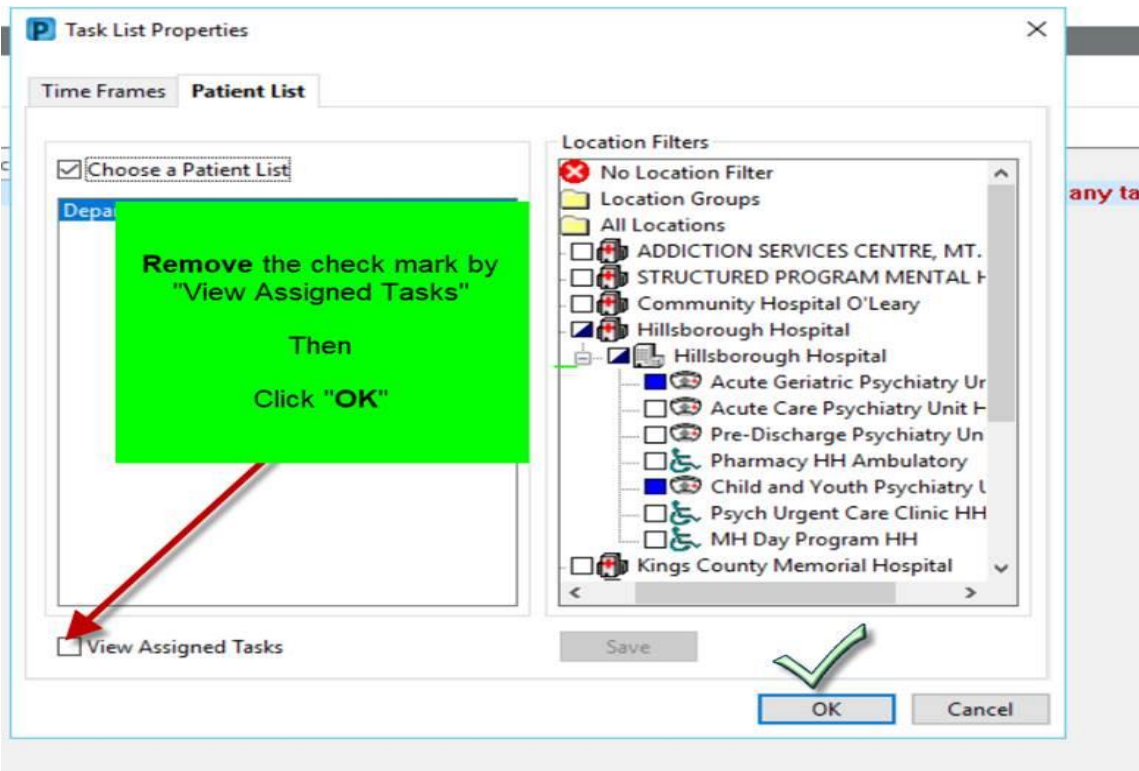 Task List Properties
Time Frames Patient List
Choose a Patient List
Depa
Remove the check mark by
"View Assigned Tasks"
Then
Click "OK"
View Assigned Tasks
Location Filters
No Location Filter
Location Groups
All Locations
ADDICTION SERVICES CENTRE, MT.
STRUCTURED PROGRAM MENTAL H
Community Hospital O'Leary
Hillsborough Hospital
Hillsborough Hospital
Acute Geriatric Psychiatry Ur
Acute Care Psychiatry Unit H
Pre-Discharge Psychiatry Un
Pharmacy HH Ambulatory
Child and Youth Psychiatry U
Psych Urgent Care Clinic HH
MH Day Program HH
Kings County Memorial Hospital
Save
OK Cancel
any ta